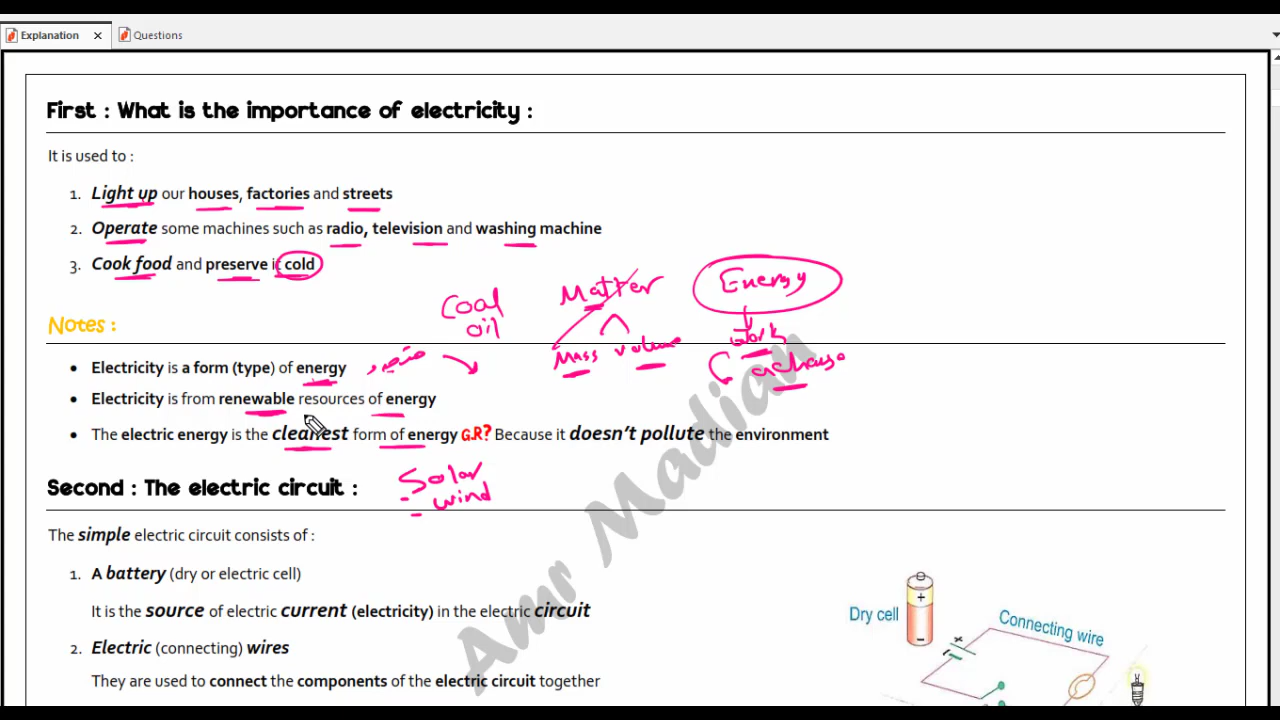 Explanation
Questions
First : What is the importance of electricity :
It is used to :
1. Light up our houses, factories and streets
2. Operate some machines such as radio, television and washing machine
3. Cook food and preserve it cold
Matter
Energy
Coal
oil
work
Mass volume
Notes :
• Electricity is a form (type) of energy
• Electricity is from renewable resources of energy
• The electric energy is the cleanest form of energy G.R? Because it doesn't pollute the environment
Solar
wind
Second : The electric circuit :
The simple electric circuit consists of :
1. A battery (dry or electric cell)
It is the source of electric current (electricity) in the electric circuit
2. Electric (connecting) wires
They are used to connect the components of the electric circuit together
Dry cell
Connecting wire
+
-
Amr Madian